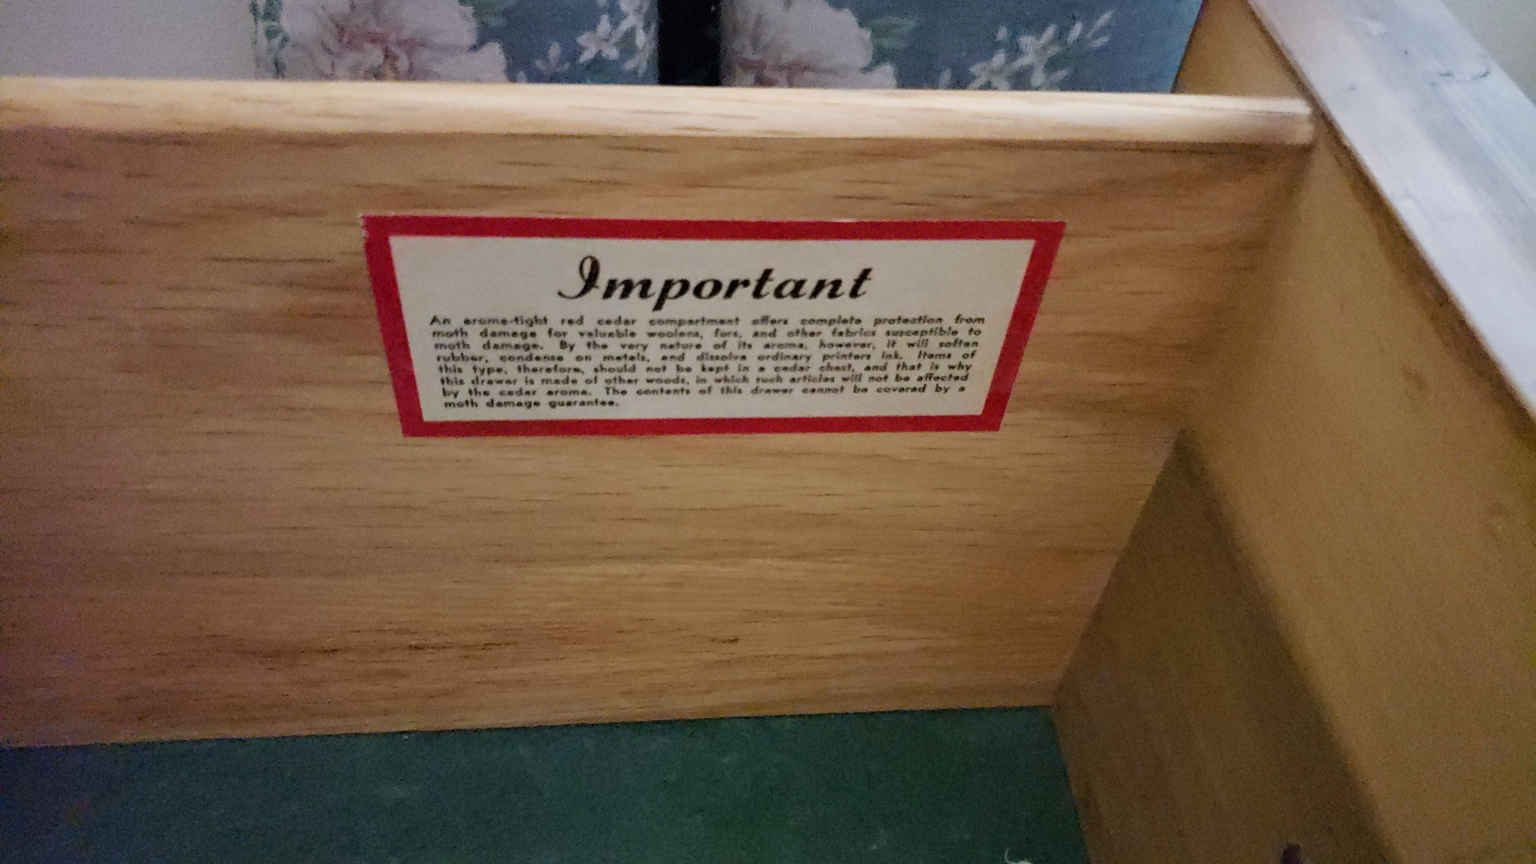 Important
An aroma-tight red cedar compartment offers complete protection from
moth damage for valuable woolens, furs, and other fabrics susceptible to
moth damage. By the very nature of its aroma, however, it will soften
rubber, condense on metals, and dissolve ordinary printers ink. Items of
this type, therefore, should not be kept in a cedar chest, and that is why
this drawer is made of other woods, in which such articles will not be affected
by the cedar aroma. The contents of this drawer cannot be covered by a
moth damage guarantee.